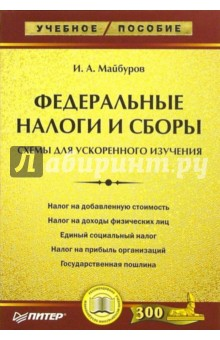 УЧЕБНОЕ ПОСОБИЕ
И. А. Майбуров
ФЕДЕРАЛЬНЫЕ
НАЛОГИ И СБОРЫ
СХЕМЫ ДЛЯ УСКОРЕННОГО ИЗУЧЕНИЯ
ЛАБИРИНТ
Налог на добавленную стоимость
Налог на доходы физических лиц
Единый социальный налог
Налог на прибыль организаций
Государственная пошлина
ПИТЕР
300